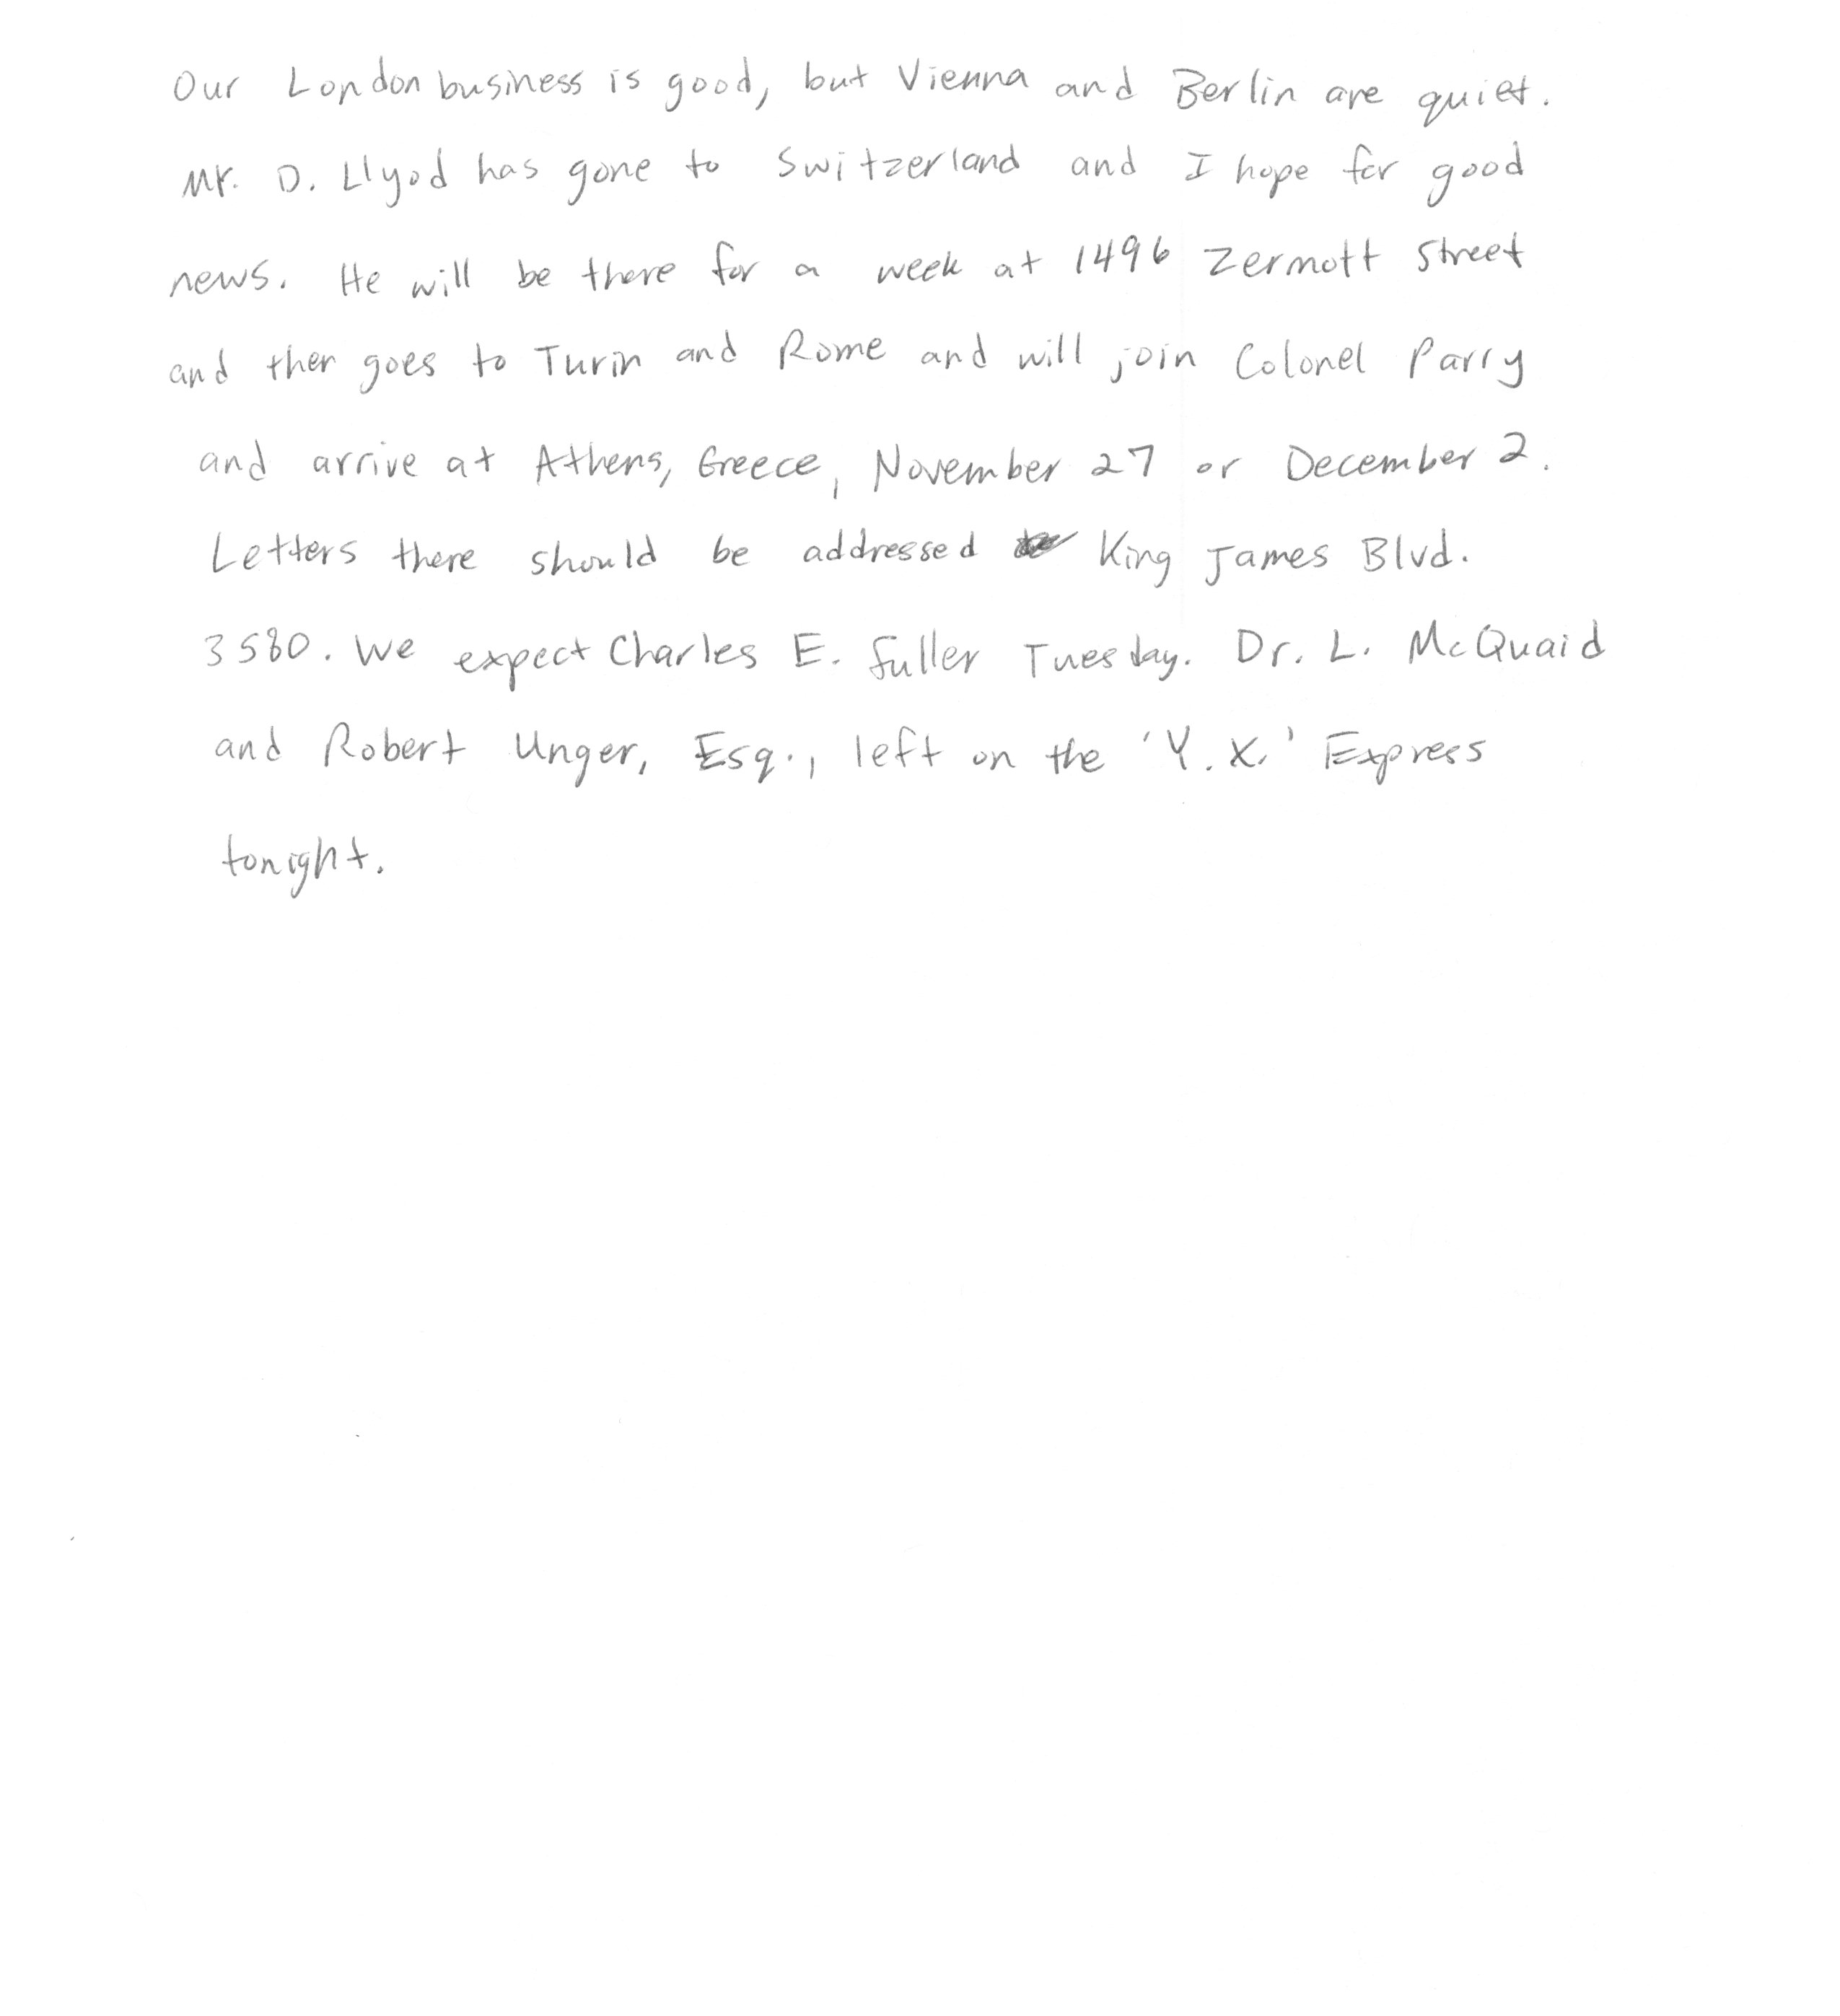 Our London business is good, but Vienna and Berlin are quiet.
Mr. D. Llyod has gone to Switzerland and I hope for good
news. He will be there for a week at 1496 Zermott Street
and then goes to Turin and Rome and will join Colonel Parry
and arrive at Athens, Greece, November 27 or December 2.
Letters there should be addressed King James Blvd.
3580. We expect Charles E. Fuller Tuesday. Dr. L. McQuaid
and Robert Unger, Esq., left on the 'Y.X.' Express
tonight.